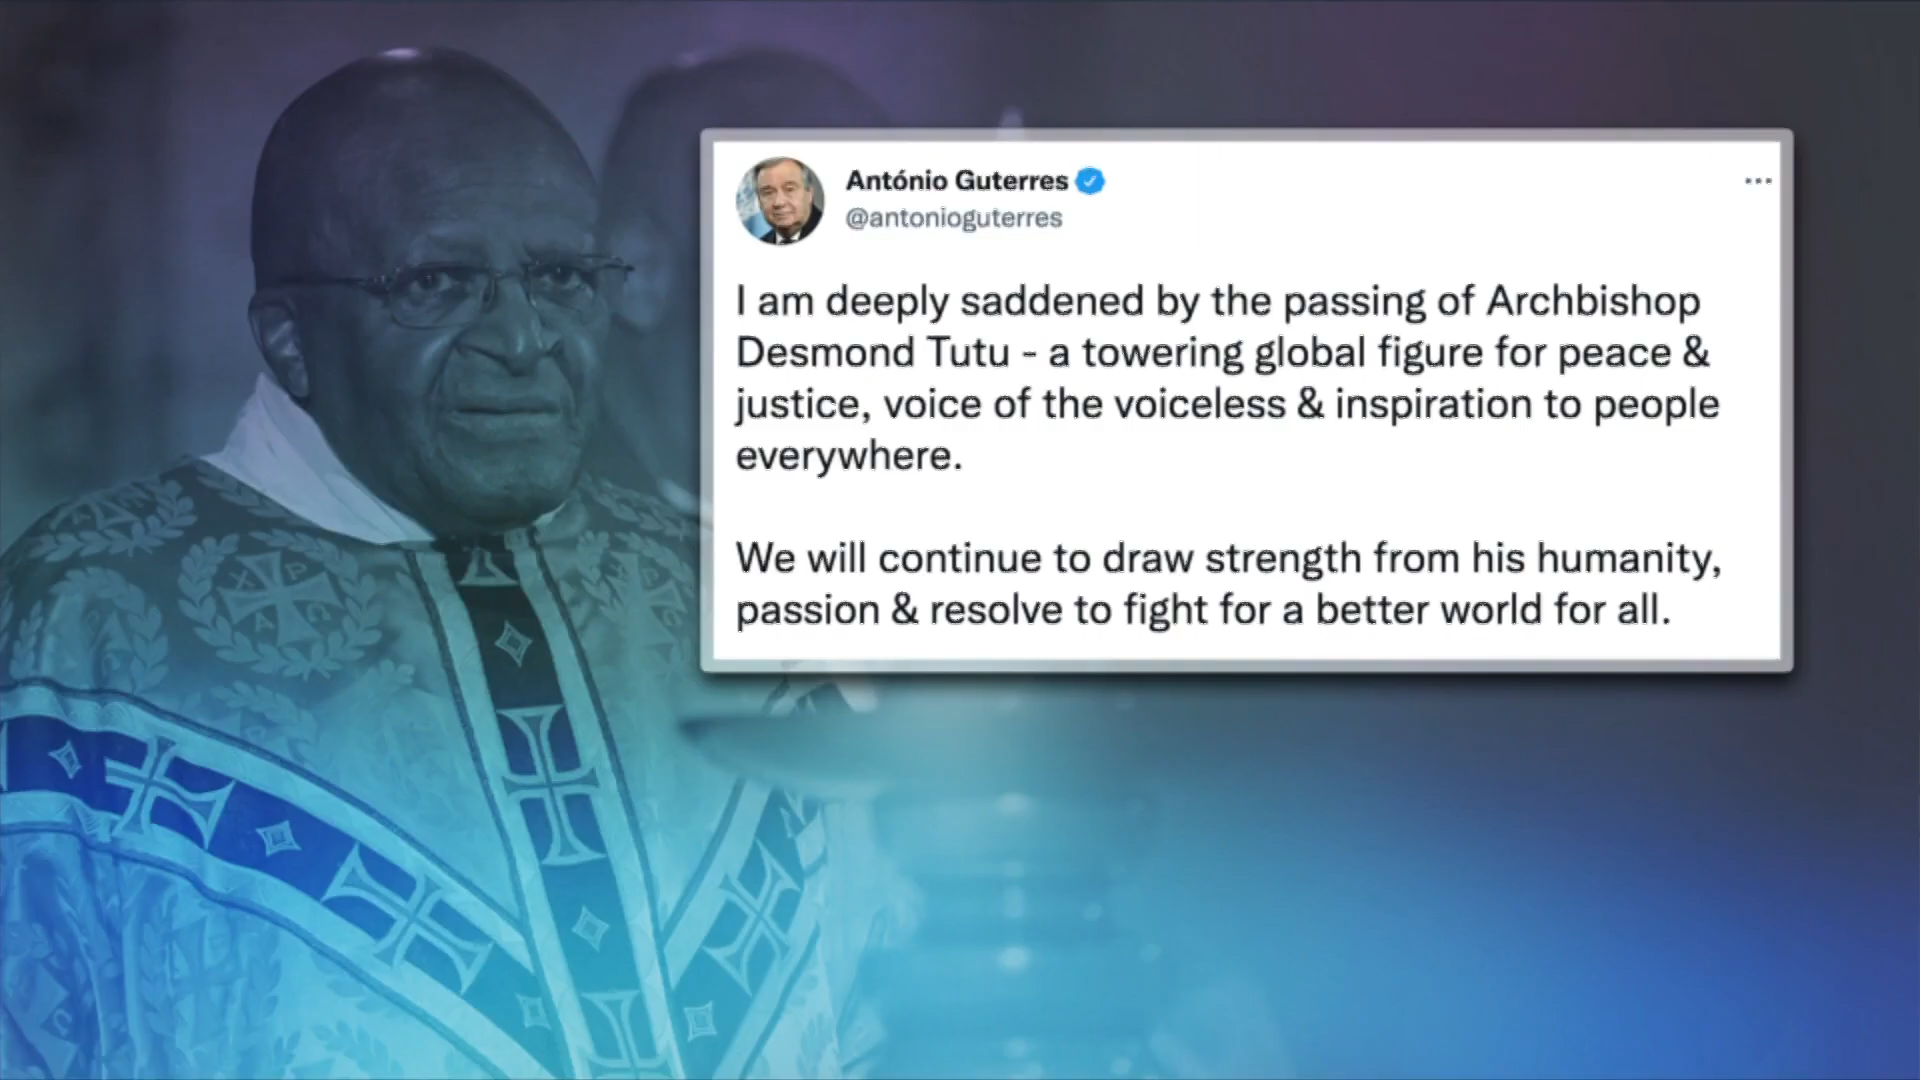 António Guterres
@antonioguterres
I am deeply saddened by the passing of Archbishop
Desmond Tutu - a towering global figure for peace &
justice, voice of the voiceless & inspiration to people
everywhere.
We will continue to draw strength from his humanity,
passion & resolve to fight for a better world for all.